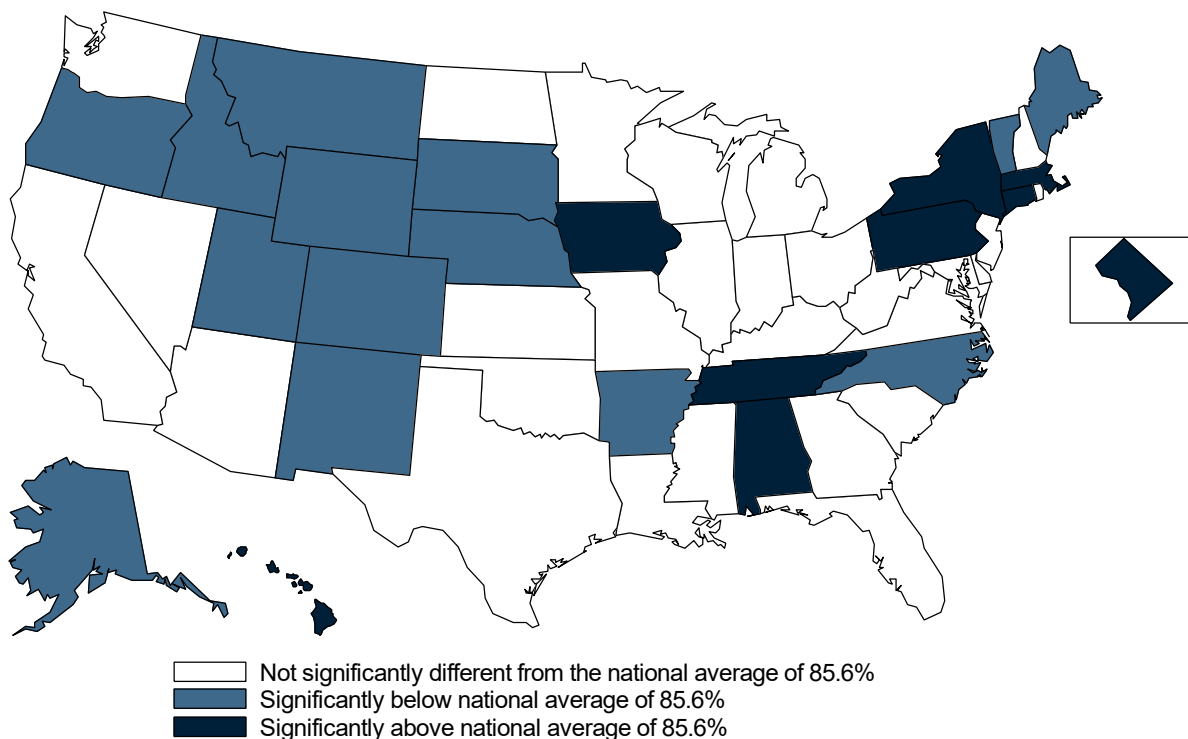 Not significantly different from the national average of 85.6%
Significantly below national average of 85.6%
Significantly above national average of 85.6%